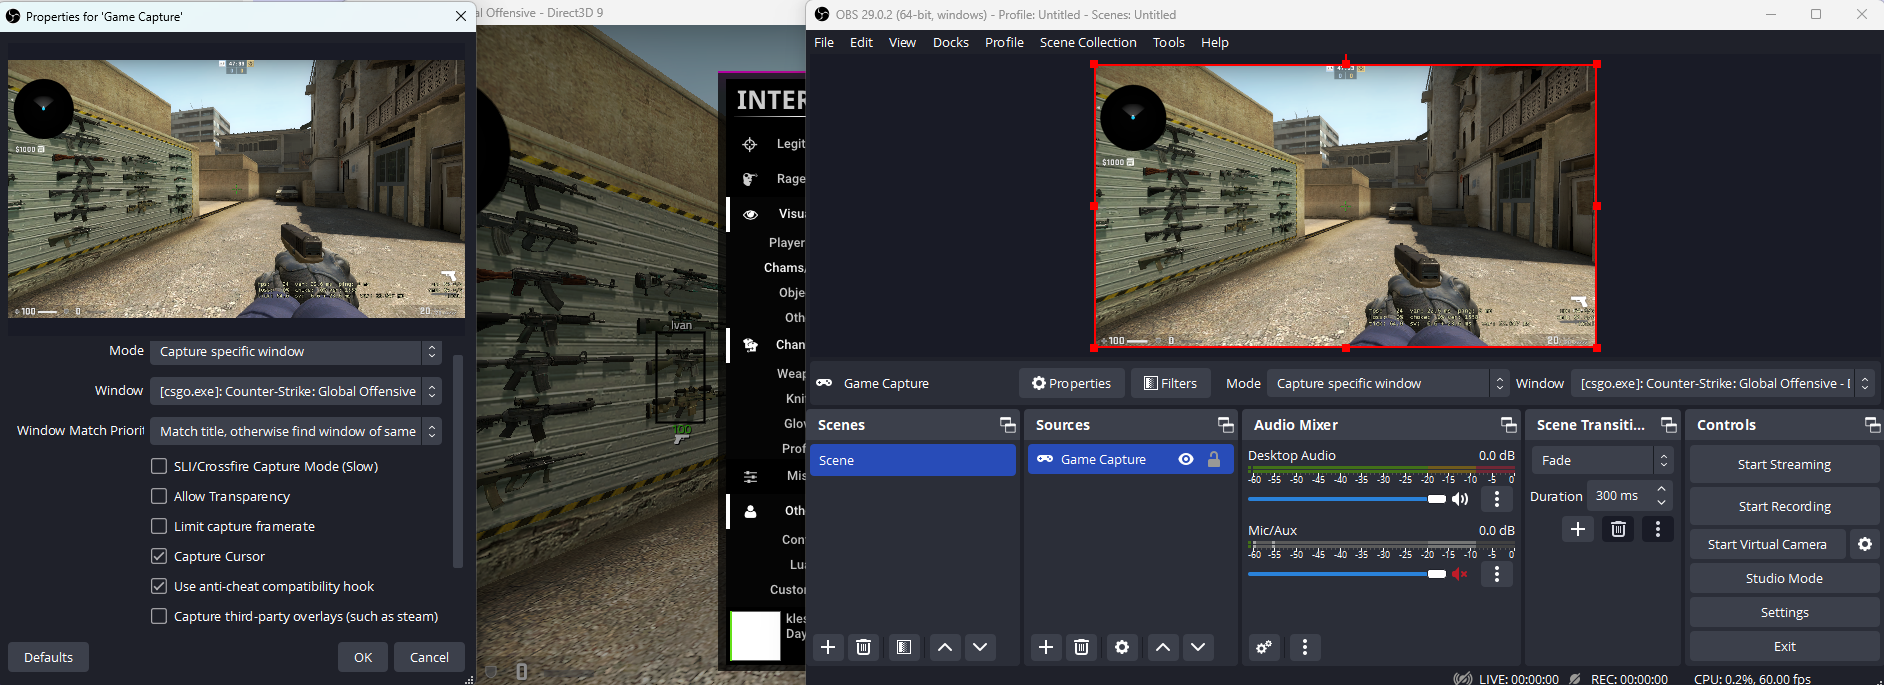 Properties for 'Game Capture'
$1000
100
0
20
Mode
Capture specific window
Window
[csgo.exe]: Counter-Strike: Global Offensive
Window Match Priorit
Match title, otherwise find window of same
SLI/Crossfire Capture Mode (Slow)
Allow Transparency
Limit capture framerate
Capture Cursor
Use anti-cheat compatibility hook
Capture third-party overlays (such as steam)
Defaults
OK
Cancel
al Offensive - Direct3D 9
Ivan
100
INTER
Legit
Rage
Visu
Player
Chams/
Obje
Oth
Chan
Weap
Kni
Glov
Prof
Mis
Oth
Con
Lua
Custor
kles
Day
OBS 29.0.2 (64-bit, windows) - Profile: Untitled - Scenes: Untitled
File Edit View Docks Profile Scene Collection Tools Help
$1000
100
0
20
Game Capture
Properties
Filters
Mode
Capture specific window
Window
[csgo.exe]: Counter-Strike: Global Offensive - [
Scenes
Scene
Sources
Game Capture
Audio Mixer
Desktop Audio 0.0 dB
-60 -55 -50 -45 -40 -35 -30 -25 -20 -15 -10 -5 0
Mic/Aux 0.0 dB
-60 -55 -50 -45 -40 -35 -30 -25 -20 -15 -10 -5 0
Scene Transiti...
Fade
Duration 300 ms
Controls
Start Streaming
Start Recording
Start Virtual Camera
Studio Mode
Settings
Exit
LIVE: 00:00:00
REC: 00:00:00
CPU: 0.2%, 60.00 fps